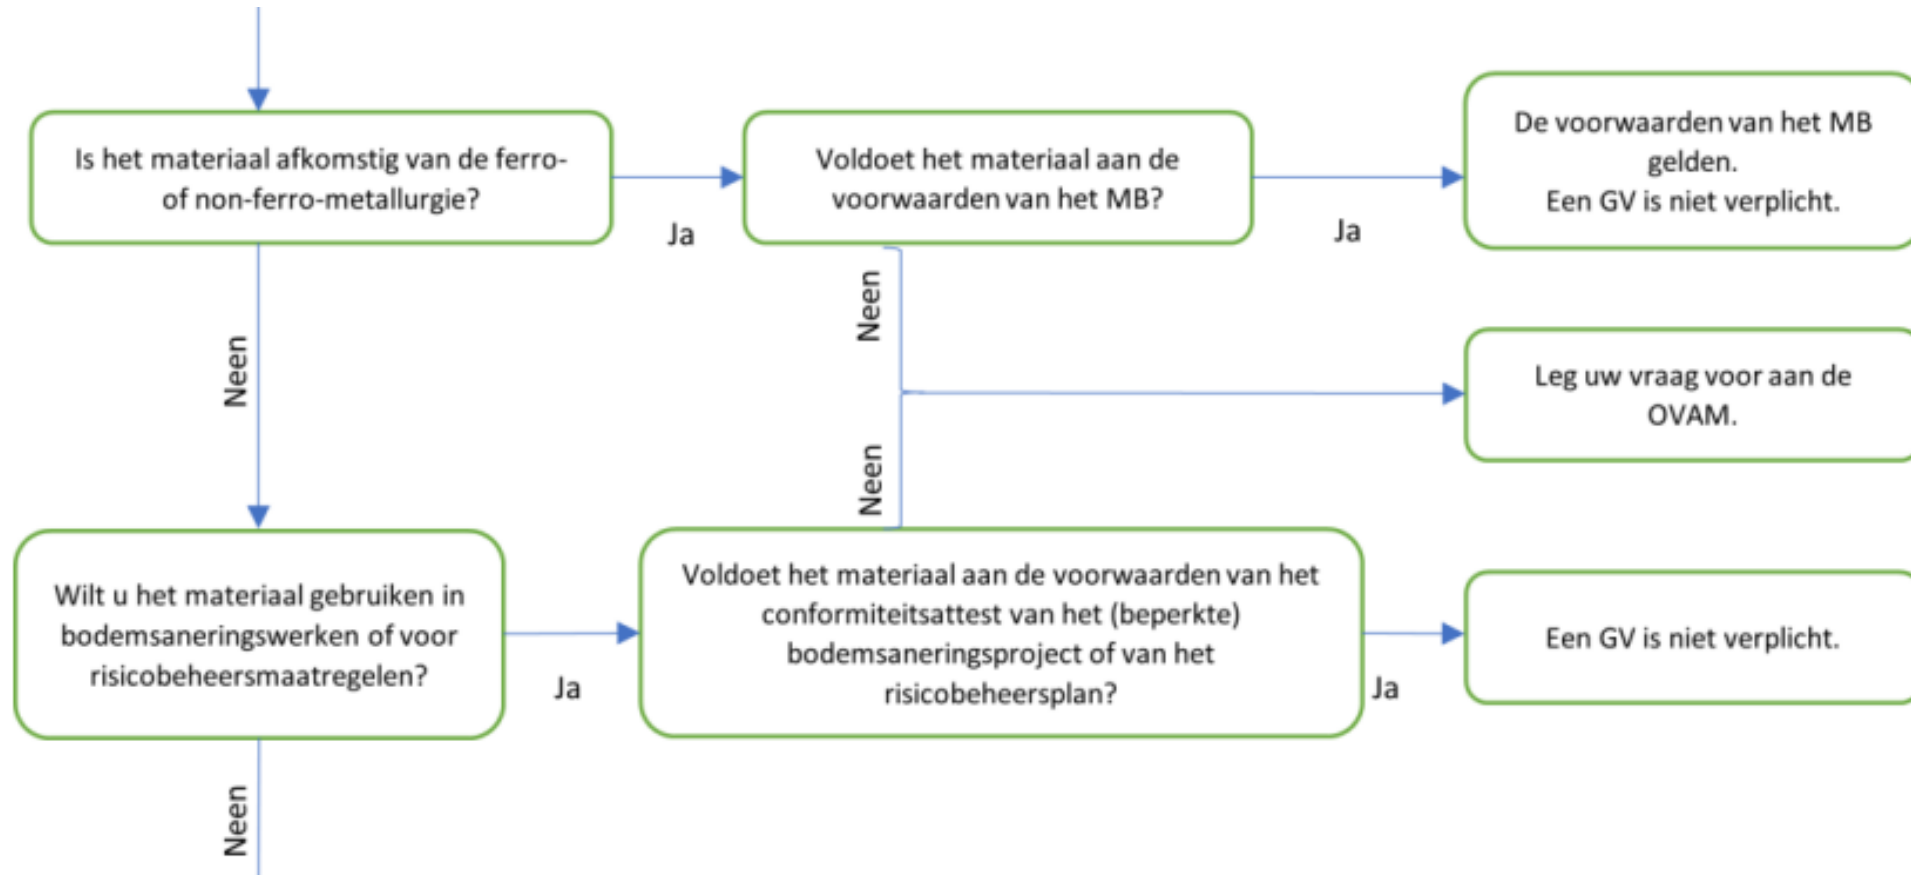 Is het materiaal afkomstig van de ferro-
of non-ferro-metallurgie?
Ja
Voldoet het materiaal aan de
voorwaarden van het MB?
Ja
De voorwaarden van het MB
gelden.
Een GV is niet verplicht.
Neen
Neen
Leg uw vraag voor aan de
OVAM.
Neen
Wilt u het materiaal gebruiken in
bodemsaneringswerken of voor
risicobeheersmaatregelen?
Ja
Voldoet het materiaal aan de voorwaarden van het
conformiteitsattest van het (beperkte)
bodemsaneringsproject of van het
risicobeheersplan?
Ja
Een GV is niet verplicht.
Neen